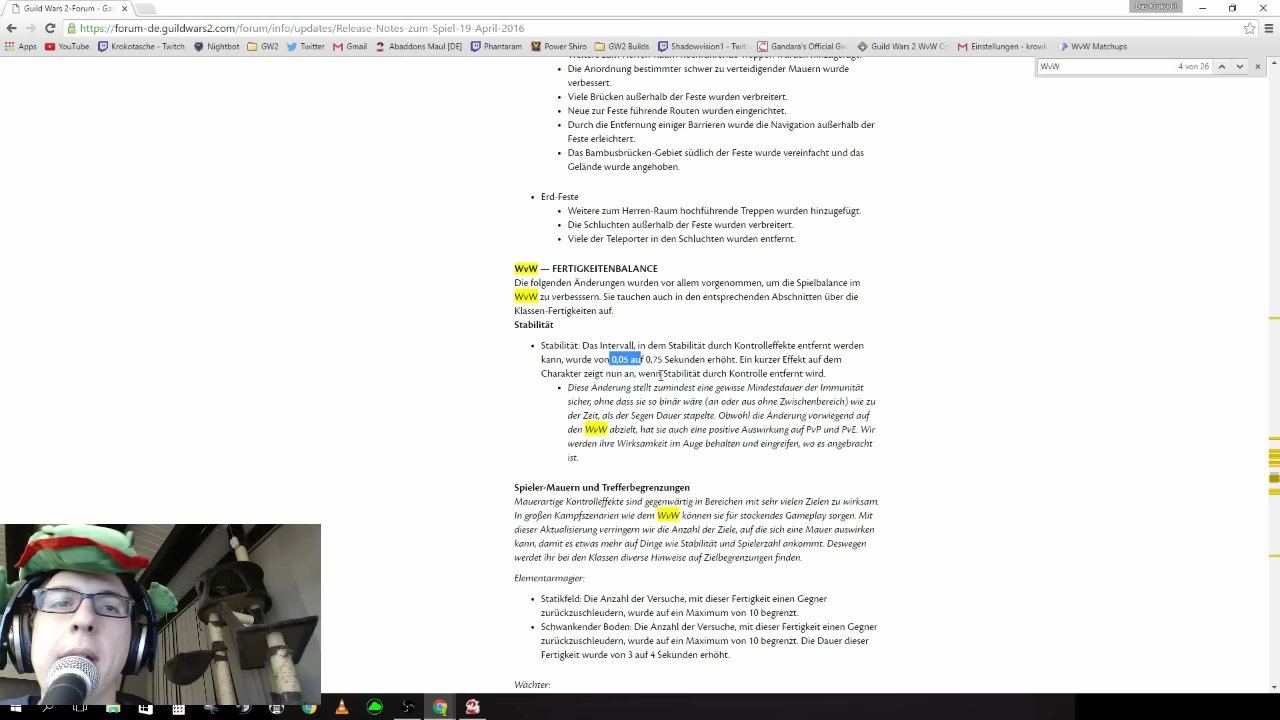 Guild Wars 2-Forum - Ga
Das Krokohil
https://forum-de.guildwars2.com/forum/info/updates/Release-Notes-zum-Spiel-19-April-2016
Apps YouTube Krokotasche - Twitch Nightbot GW2 Twitter Gmail Abaddons Maul [DE] Phantaram Power Shiro GW2 Builds Shadowvision1 - Twit Gandara's Official Gw Guild Wars 2 WvW C Einstellungen - krowl WvW Matchups
WvW 4 von 26
Weitere zum Herren-Raum hochführende Treppen wurden hinzugefügt.
• Die Anordnung bestimmter schwer zu verteidigender Mauern wurde
verbessert.
• Viele Brücken außerhalb der Feste wurden verbreitert.
• Neue zur Feste führende Routen wurden eingerichtet.
• Durch die Entfernung einiger Barrieren wurde die Navigation außerhalb der
Feste erleichtert.
• Das Bambusbrücken-Gebiet südlich der Feste wurde vereinfacht und das
Gelände wurde angehoben.
• Erd-Feste
• Weitere zum Herren-Raum hochführende Treppen wurden hinzugefügt.
• Die Schluchten außerhalb der Feste wurden verbreitert.
• Viele der Teleporter in den Schluchten wurden entfernt.
WvW — FERTIGKEITENBALANCE
Die folgenden Änderungen wurden vor allem vorgenommen, um die Spielbalance im
WvW zu verbesssern. Sie tauchen auch in den entsprechenden Abschnitten über die
Klassen-Fertigkeiten auf.
Stabilität
• Stabilität: Das Intervall, in dem Stabilität durch Kontrolleffekte entfernt werden
kann, wurde von 0,05 auf 0,75 Sekunden erhöht. Ein kurzer Effekt auf dem
Charakter zeigt nun an, wenn Stabilität durch Kontrolle entfernt wird.
• Diese Änderung stellt zumindest eine gewisse Mindestdauer der Immunität
sicher, ohne dass sie so binär wäre (an oder aus ohne Zwischenbereich) wie zu
der Zeit, als der Segen Dauer stapelte. Obwohl die Änderung vorwiegend auf
den WvW abzielt, hat sie auch eine positive Auswirkung auf PvP und PvE. Wir
werden ihre Wirksamkeit im Auge behalten und eingreifen, wo es angebracht
ist.
Spieler-Mauern und Trefferbegrenzungen
Mauerartige Kontrolleffekte sind gegenwärtig in Bereichen mit sehr vielen Zielen zu wirksam.
In großen Kampfszenarien wie dem WvW können sie für stockendes Gameplay sorgen. Mit
dieser Aktualisierung verringern wir die Anzahl der Ziele, auf die sich eine Mauer auswirken
kann, damit es etwas mehr auf Dinge wie Stabilität und Spielerzahl ankommt. Deswegen
werdet ihr bei den Klassen diverse Hinweise auf Zielbegrenzungen finden.
Elementarmagier:
• Statikfeld: Die Anzahl der Versuche, mit dieser Fertigkeit einen Gegner
zurückzuschleudern, wurde auf ein Maximum von 10 begrenzt.
• Schwankender Boden: Die Anzahl der Versuche, mit dieser Fertigkeit einen Gegner
zurückzuschleudern, wurde auf ein Maximum von 10 begrenzt. Die Dauer dieser
Fertigkeit wurde von 3 auf 4 Sekunden erhöht.
Wächter: